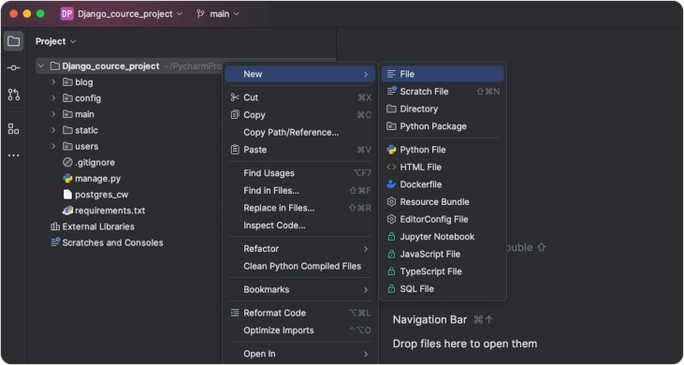 DP Django_cource_project main
Project
Django_cource_project ~/PycharmPro
blog
config
main
static
users
.gitignore
manage.py
postgres_cw
requirements.txt
External Libraries
Scratches and Consoles
New
Cut ⌘X
Copy ⌘C
Copy Path/Reference...
Paste ⌘V
Find Usages ⌥F7
Find in Files... ⇧⌘F
Replace in Files... ⇧⌘R
Inspect Code...
Refactor
Clean Python Compiled Files
Bookmarks
Reformat Code ⌥⌘L
Optimize Imports ^⌥O
Open In
File
Scratch File ⇧⌘N
Directory
Python Package
Python File
HTML File
Dockerfile
Resource Bundle
EditorConfig File
Jupyter Notebook
JavaScript File
TypeScript File
SQL File
ouble ⇧
Navigation Bar ⌘↑
Drop files here to open them